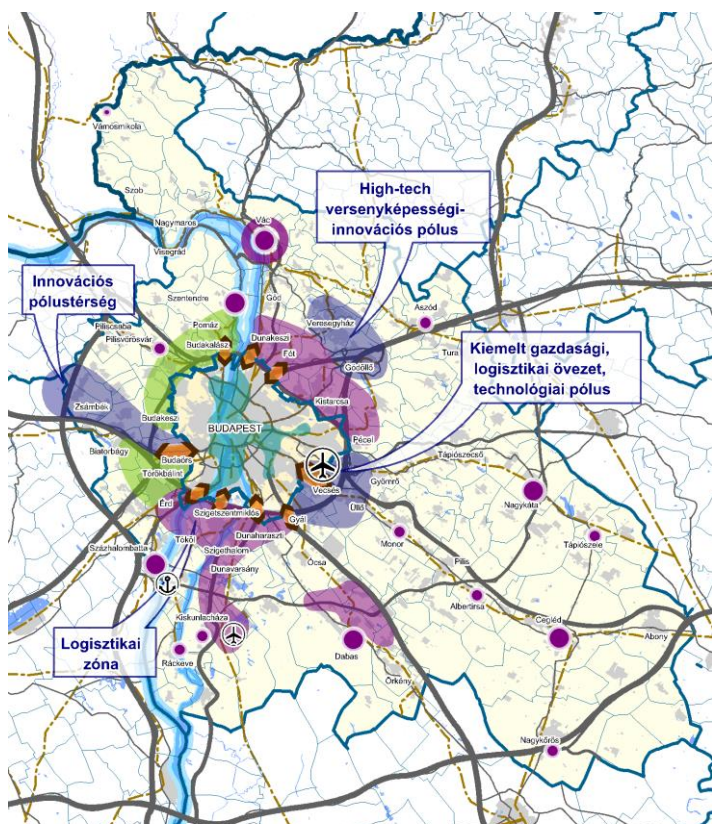 Városmikola
Szob
Nagymaros
Vác
Visegrád
High-tech
versenyképességi-
innovációs pólus
Innovációs
pólustérség
Szentendre
Göd
Veresegyház
Aszód
Piliscsaba
Pomáz
Dunakeszi
Pilisvörösvár
Budakalász
Fót
Tura
Gödöllő
Kiemelt gazdasági,
logisztikai övezet,
technológiai pólus
Zsámbék
Kistarcsa
Budakeszi
BUDAPEST
Pécel
Biatorbágy
Budaörs
Tápiószecső
Törökbálint
Gyömrő
Vecsés
Nagykáta
Érd
Üllő
Szigetszentmiklós
Gyál
Tököl
Dunaharaszti
Monor
Tápiószele
Százhalombatta
Szigethalom
Ócsa
Pilis
Dunavarsány
Albertirsa
Kiskunlacháza
Cegléd
Logisztikai
zóna
Abony
Ráckeve
Dabas
Örkény
Nagykőrös